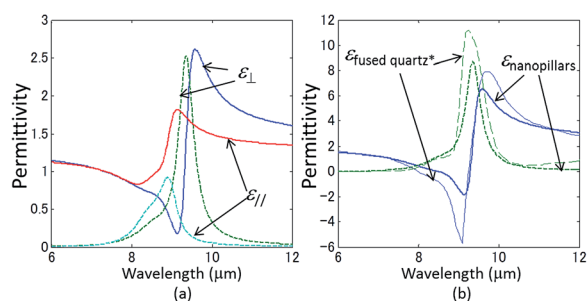 3
2.5
2
1.5
1
0.5
0
6 8 10 12
Permittivity
Wavelength (μm)
ε⊥
ε//
(a)
12
10
8
6
4
2
0
-2
-4
-6
6 8 10 12
Permittivity
Wavelength (μm)
εfused quartz*
εnanopillars
(b)